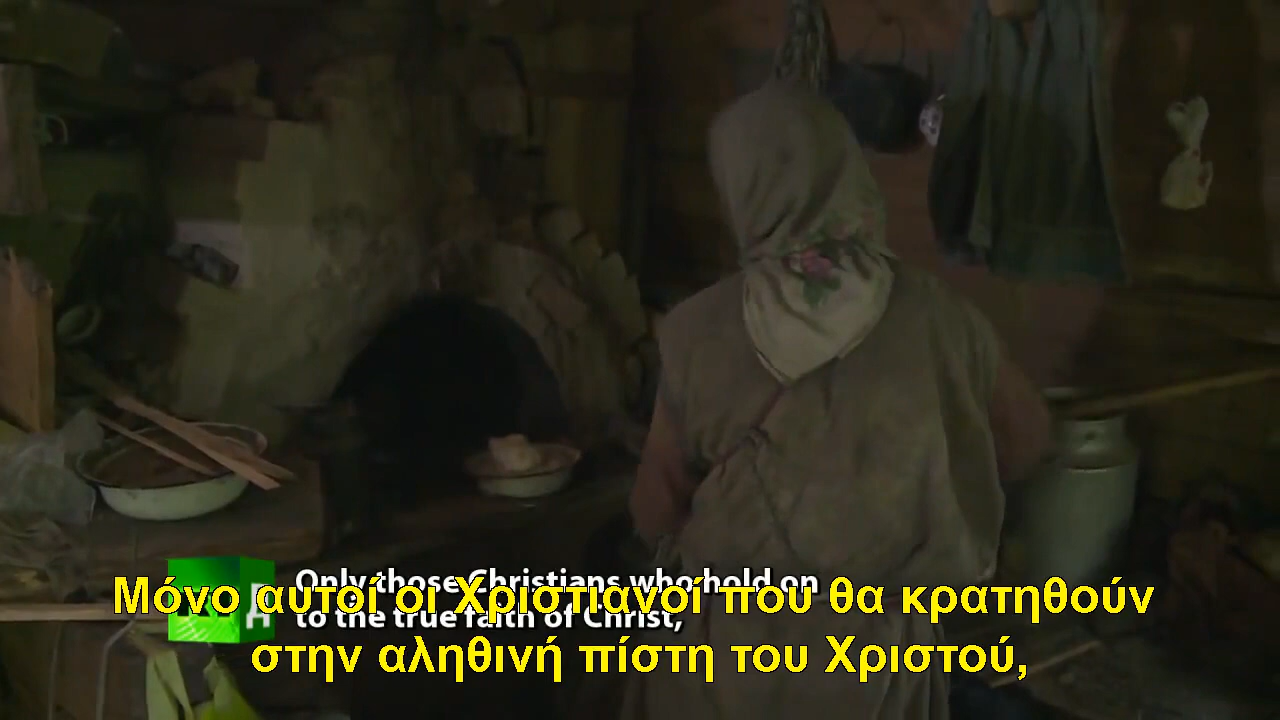 Only those Christians who hold on
to the true faith of Christ,
Д
Μόνο αυτοί οι Χριστιανοί που θα κρατηθούν
στην αληθινή πίστη του Χριστού,